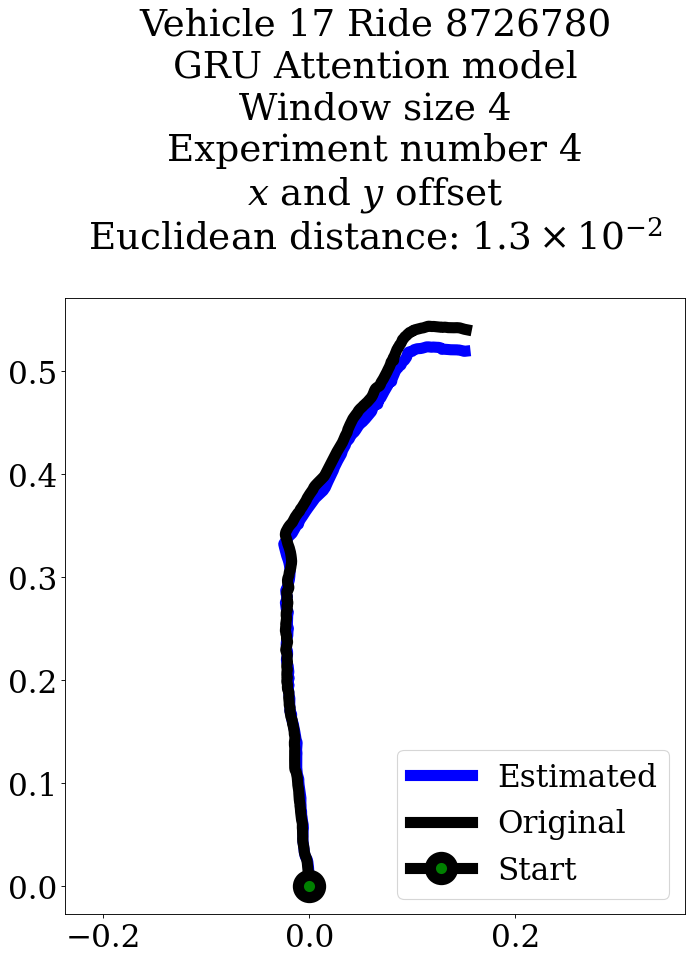 Vehicle 17 Ride 8726780
GRU Attention model
Window size 4
Experiment number 4
x and y offset
Euclidean distance: 1.3 × 10⁻²
0.5
0.4
0.3
0.2
0.1
0.0
Estimated
Original
Start
−0.2
0.0
0.2